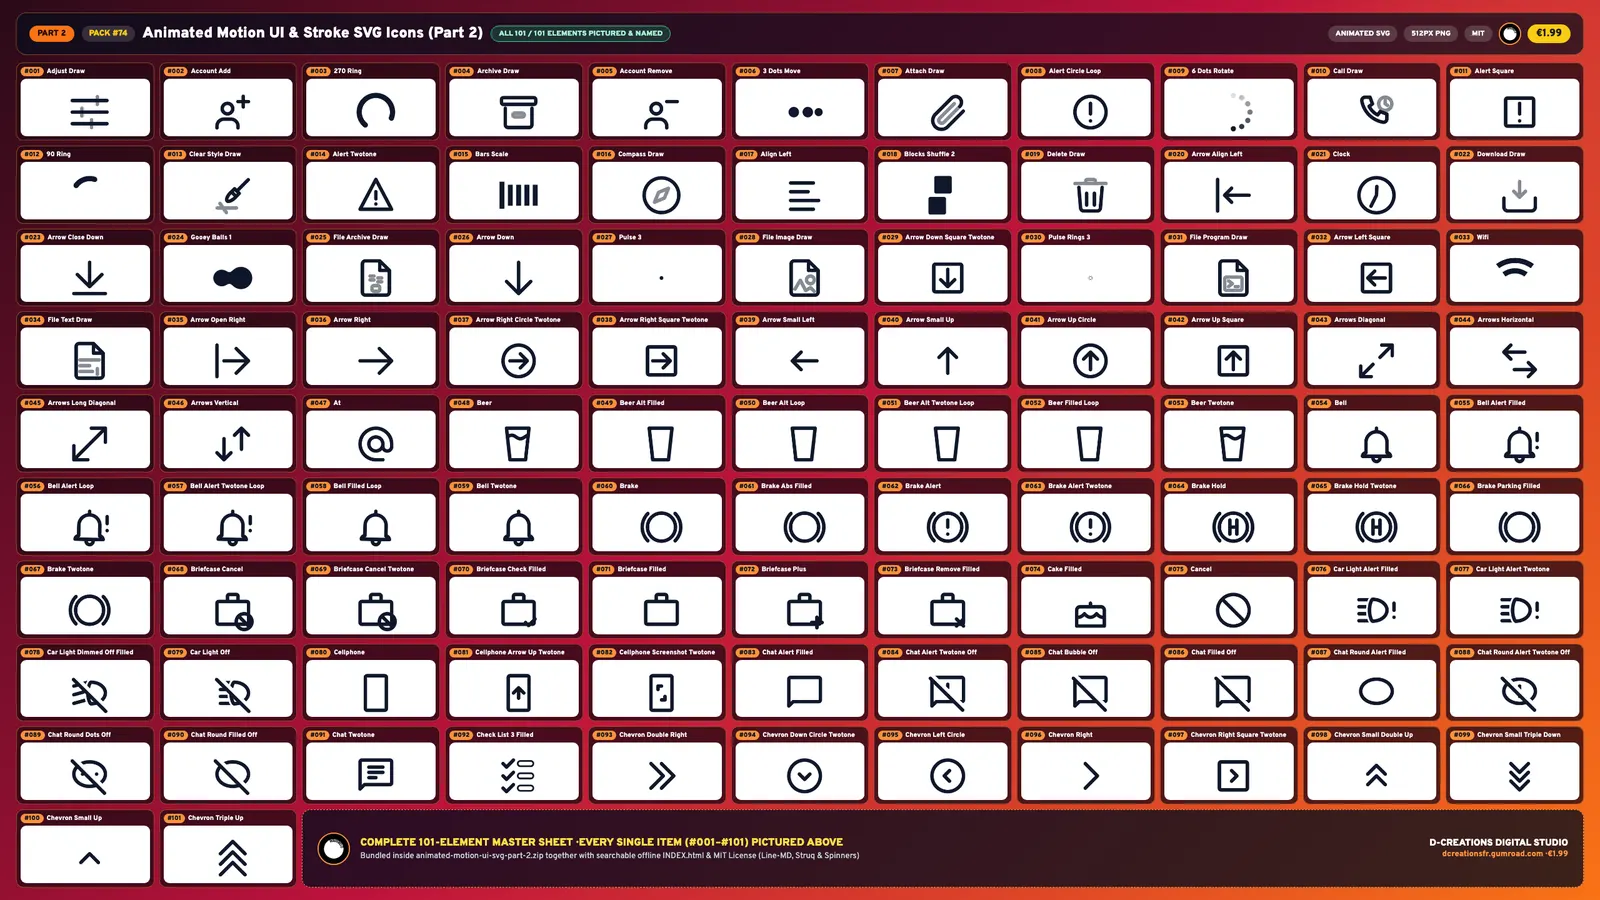 PART 2 PACK #74 Animated Motion UI & Stroke SVG Icons (Part 2) ALL 101 / 101 ELEMENTS PICTURED & NAMED ANIMATED SVG 512PX PNG MIT €1.99
#001 Adjust Draw #002 Account Add #003 270 Ring #004 Archive Draw #005 Account Remove #006 3 Dots Move #007 Attach Draw #008 Alert Circle Loop #009 6 Dots Rotate #010 Call Draw #011 Alert Square
#012 90 Ring #013 Clear Style Draw #014 Alert Twotone #015 Bars Scale #016 Compass Draw #017 Align Left #018 Blocks Shuffle 2 #019 Delete Draw #020 Arrow Align Left #021 Clock #022 Download Draw
#023 Arrow Close Down #024 Gooey Balls 1 #025 File Archive Draw #026 Arrow Down #027 Pulse 3 #028 File Image Draw #029 Arrow Down Square Twotone #030 Pulse Rings 3 #031 File Program Draw #032 Arrow Left Square #033 Wifi
#034 File Text Draw #035 Arrow Open Right #036 Arrow Right #037 Arrow Right Circle Twotone #038 Arrow Right Square Twotone #039 Arrow Small Left #040 Arrow Small Up #041 Arrow Up Circle #042 Arrow Up Square #043 Arrows Diagonal #044 Arrows Horizontal
#045 Arrows Long Diagonal #046 Arrows Vertical #047 At #048 Beer #049 Beer Alt Filled #050 Beer Alt Loop #051 Beer Alt Twotone Loop #052 Beer Filled Loop #053 Beer Twotone #054 Bell #055 Bell Alert Filled
#056 Bell Alert Loop #057 Bell Alert Twotone Loop #058 Bell Filled Loop #059 Bell Twotone #060 Brake #061 Brake Abs Filled #062 Brake Alert #063 Brake Alert Twotone #064 Brake Hold #065 Brake Hold Twotone #066 Brake Parking Filled
H H
#067 Brake Twotone #068 Briefcase Cancel #069 Briefcase Cancel Twotone #070 Briefcase Check Filled #071 Briefcase Filled #072 Briefcase Plus #073 Briefcase Remove Filled #074 Cake Filled #075 Cancel #076 Car Light Alert Filled #077 Car Light Alert Twotone
#078 Car Light Dimmed Off Filled #079 Car Light Off #080 Cellphone #081 Cellphone Arrow Up Twotone #082 Cellphone Screenshot Twotone #083 Chat Alert Filled #084 Chat Alert Twotone Off #085 Chat Bubble Off #086 Chat Filled Off #087 Chat Round Alert Filled #088 Chat Round Alert Twotone Off
#089 Chat Round Dots Off #090 Chat Round Filled Off #091 Chat Twotone #092 Check List 3 Filled #093 Chevron Double Right #094 Chevron Down Circle Twotone #095 Chevron Left Circle #096 Chevron Right #097 Chevron Right Square Twotone #098 Chevron Small Double Up #099 Chevron Small Triple Down
#100 Chevron Small Up #101 Chevron Triple Up
COMPLETE 101-ELEMENT MASTER SHEET · EVERY SINGLE ITEM (#001-#101) PICTURED ABOVE
Bundled inside animated-motion-ui-svg-part-2.zip together with searchable offline INDEX.html & MIT License (Line-MD, Struq & Spinners)
D-CREATIONS DIGITAL STUDIO
dcreationsfr.gumroad.com · €1.99